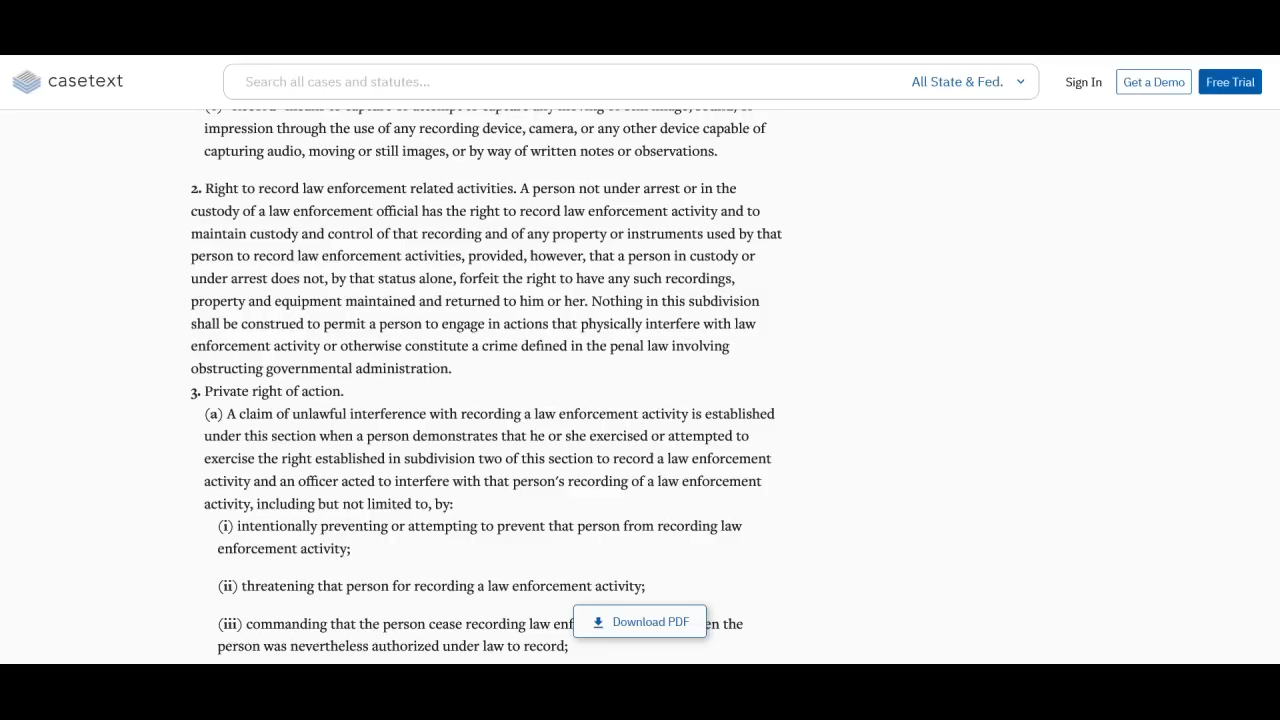 casetext
Search all cases and statutes...
All State & Fed.
Sign In
Get a Demo
Free Trial
impression through the use of any recording device, camera, or any other device capable of
capturing audio, moving or still images, or by way of written notes or observations.
2. Right to record law enforcement related activities. A person not under arrest or in the
custody of a law enforcement official has the right to record law enforcement activity and to
maintain custody and control of that recording and of any property or instruments used by that
person to record law enforcement activities, provided, however, that a person in custody or
under arrest does not, by that status alone, forfeit the right to have any such recordings,
property and equipment maintained and returned to him or her. Nothing in this subdivision
shall be construed to permit a person to engage in actions that physically interfere with law
enforcement activity or otherwise constitute a crime defined in the penal law involving
obstructing governmental administration.
3. Private right of action.
(a) A claim of unlawful interference with recording a law enforcement activity is established
under this section when a person demonstrates that he or she exercised or attempted to
exercise the right established in subdivision two of this section to record a law enforcement
activity and an officer acted to interfere with that person's recording of a law enforcement
activity, including but not limited to, by:
(i) intentionally preventing or attempting to prevent that person from recording law
enforcement activity;
(ii) threatening that person for recording a law enforcement activity;
(iii) commanding that the person cease recording law enf
Download PDF
en the
person was nevertheless authorized under law to record;